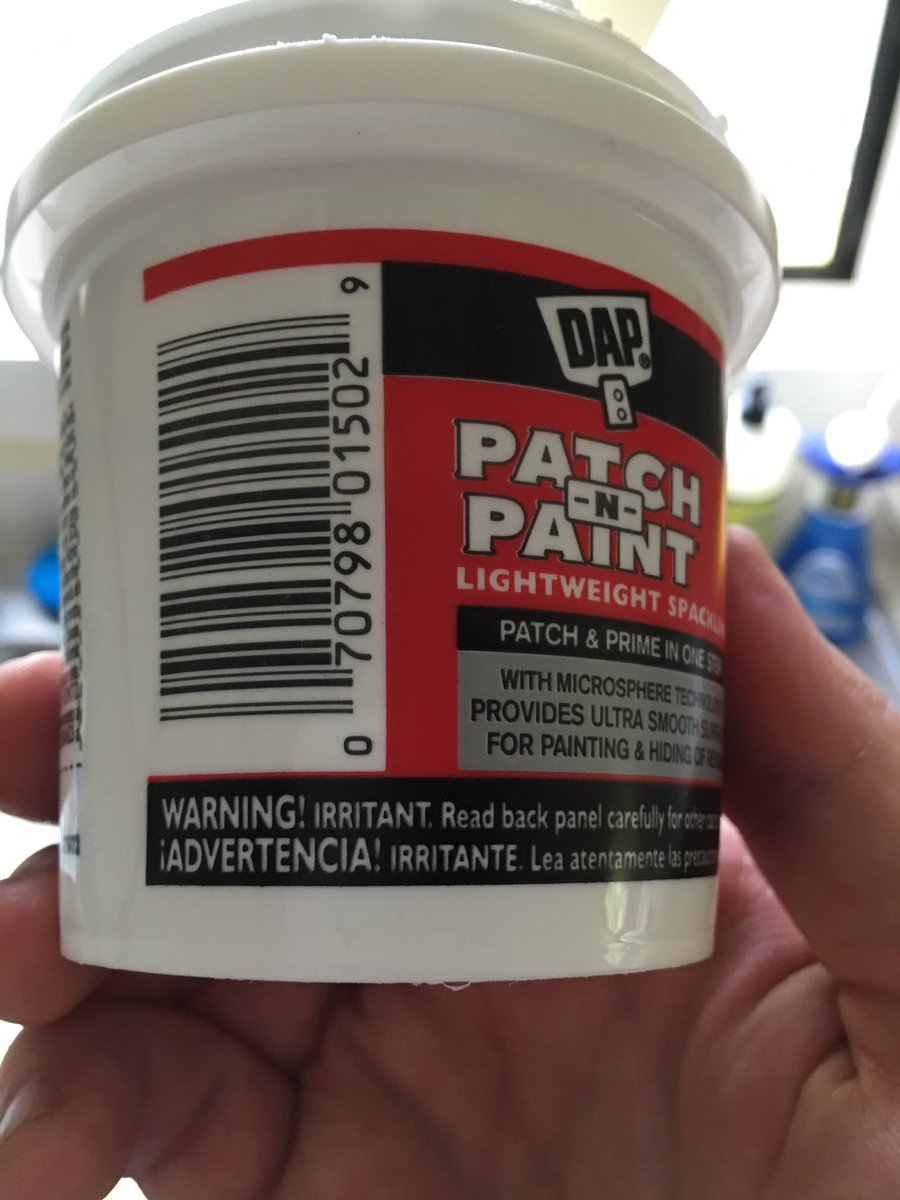 0 70798 01502 9
DAP®
PATCH
-N-
PAINT
LIGHTWEIGHT
PATCH & PRIME IN ONE
WITH MICROSPHERE
PROVIDES ULTRA SMOOTH
FOR PAINTING & HIDING OF
WARNING! IRRITANT. Read back panel carefully for other
¡ADVERTENCIA! IRRITANTE. Lea atentamente las